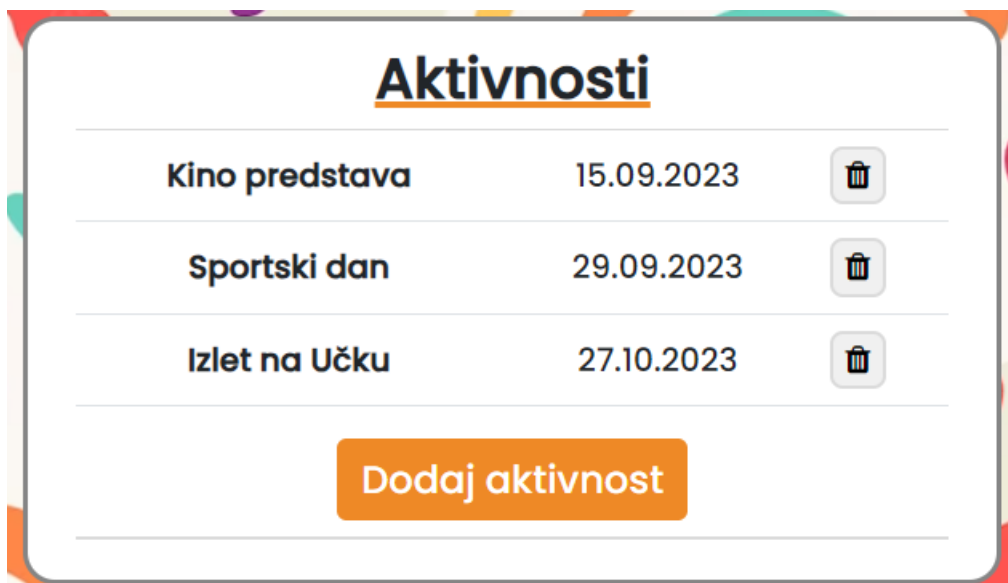 Aktivnosti
Kino predstava 15.09.2023
Sportski dan 29.09.2023
Izlet na Učku 27.10.2023
Dodaj aktivnost